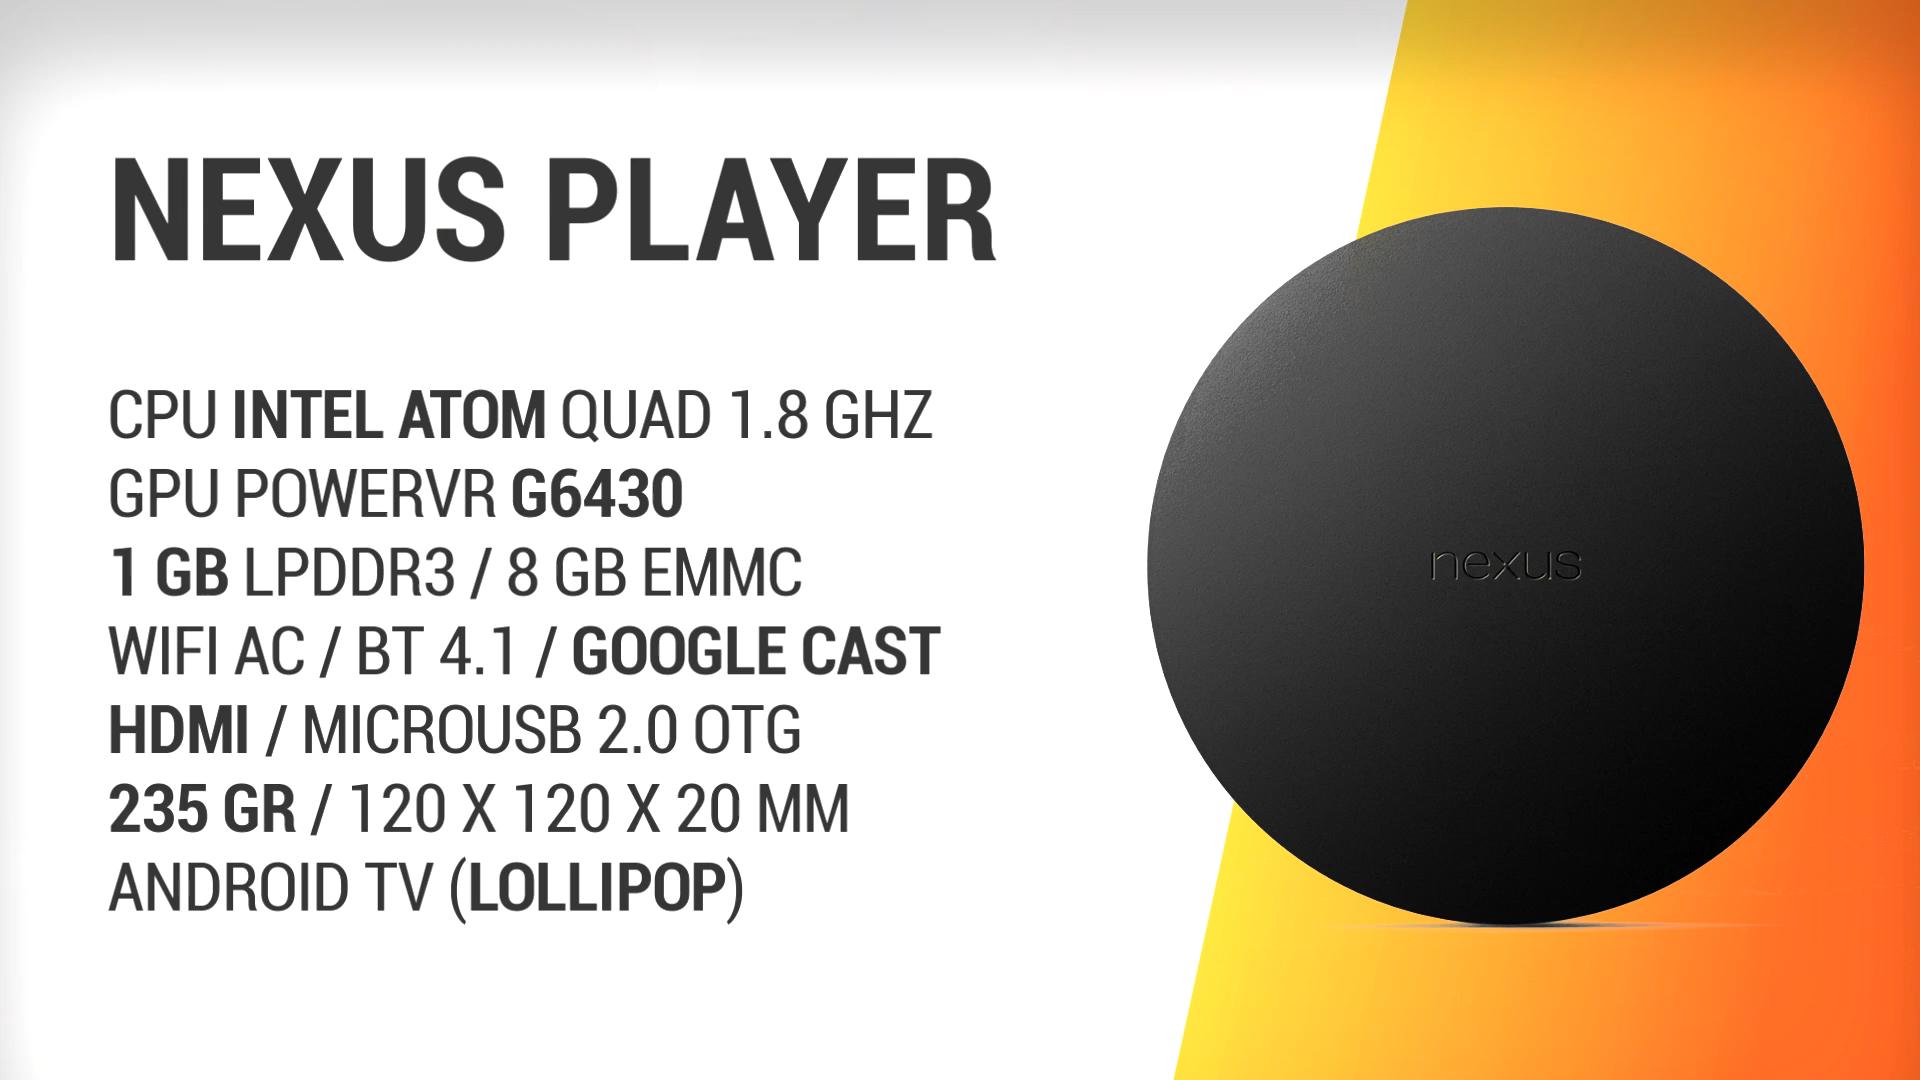 NEXUS PLAYER
CPU INTEL ATOM QUAD 1.8 GHZ
GPU POWERVR G6430
1 GB LPDDR3 / 8 GB EMMC
WIFI AC / BT 4.1 / GOOGLE CAST
HDMI / MICROUSB 2.0 OTG
235 GR / 120 X 120 X 20 MM
ANDROID TV (LOLLIPOP)
nexus